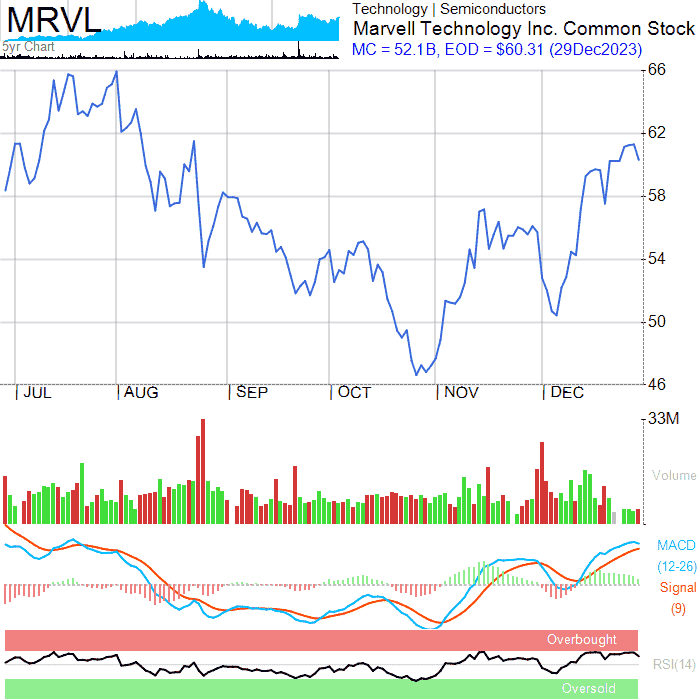 MRVL
5yr Chart
Technology | Semiconductors
Marvell Technology Inc. Common Stock
MC = 52.1B, EOD = $60.31 (29Dec2023)
66
62
58
54
50
46
| JUL | AUG | SEP | OCT | NOV | DEC
33M
Volume
MACD
(12-26)
Signal
(9)
Overbought
RSI(14)
Oversold